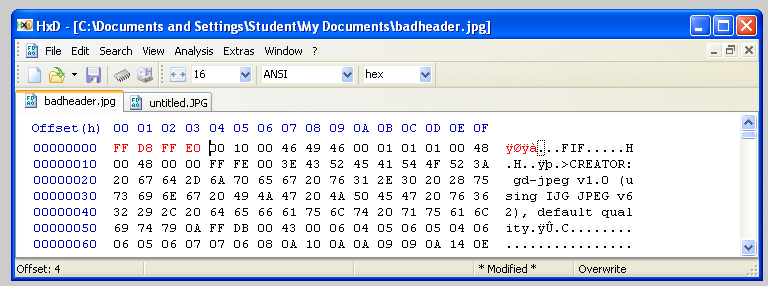 HxD - [C:\Documents and Settings\Student\My Documents\badheader.jpg]
File Edit Search View Analysis Extras Window ?
16 ANSI hex
badheader.jpg untitled.JPG
Offset(h) 00 01 02 03 04 05 06 07 08 09 0A 0B 0C 0D 0E 0F
00000000 FF D8 FF E0 00 10 00 46 49 46 00 01 01 01 00 48 ÿØÿà...FIF.....H
00000010 00 48 00 00 FF FE 00 3E 43 52 45 41 54 4F 52 3A .H..ÿþ.>CREATOR:
00000020 20 67 64 2D 6A 70 65 67 20 76 31 2E 30 20 28 75 gd-jpeg v1.0 (u
00000030 73 69 6E 67 20 49 4A 47 20 4A 50 45 47 20 76 36 sing IJG JPEG v6
00000040 32 29 2C 20 64 65 66 61 75 6C 74 20 71 75 61 6C 2), default qual
00000050 69 74 79 0A FF DB 00 43 00 06 04 05 06 05 04 06 ity.ÿÛ.C........
00000060 06 05 06 07 07 06 08 0A 10 0A 0A 09 09 0A 14 0E ................
Offset: 4 * Modified * Overwrite